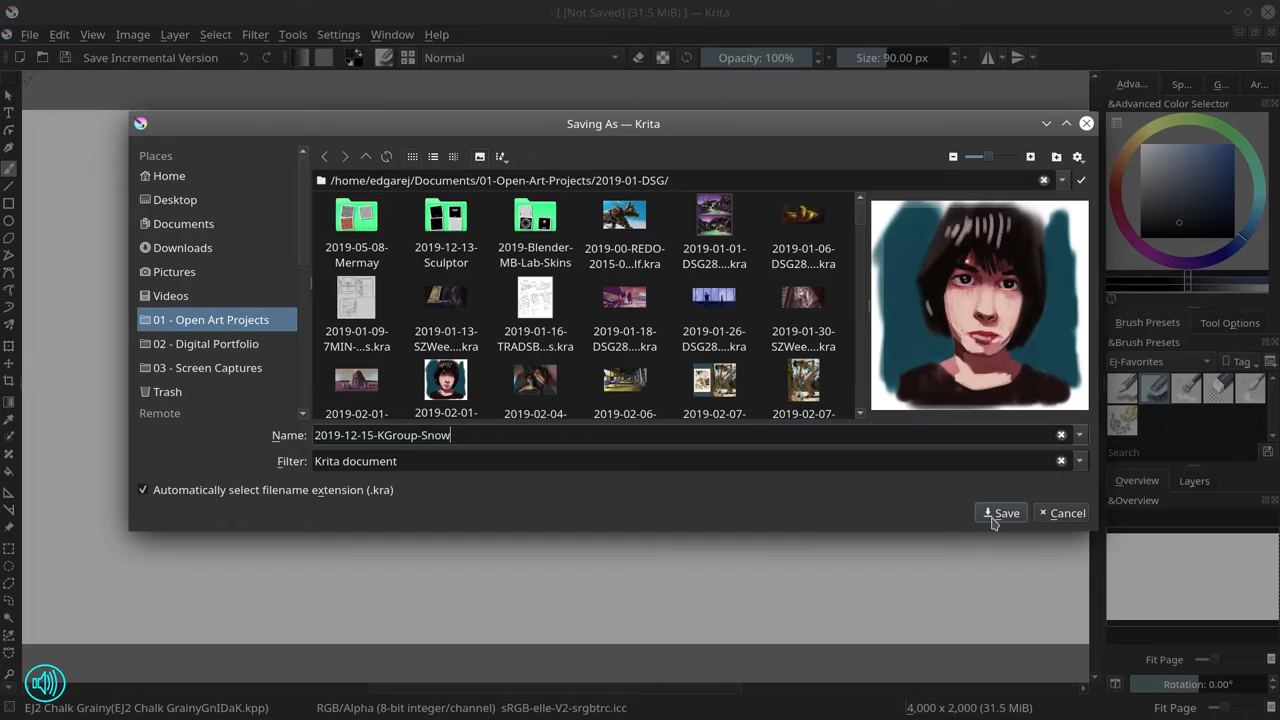 - [ [Not Saved] (31.5 MiB) ] — Krita
File Edit View Image Layer Select Filter Tools Settings Window Help
Save Incremental Version Normal Opacity: 100% Size: 90.00 px
Adva... Sp... G... Ar...
Advanced Color Selector
Saving As — Krita
Places
Home
Desktop
Documents
Downloads
Pictures
Videos
01 - Open Art Projects
02 - Digital Portfolio
03 - Screen Captures
Trash
Remote
/home/edgarej/Documents/01-Open-Art-Projects/2019-01-DSG/
2019-05-08-Mermay
2019-12-13-Sculptor
2019-Blender-MB-Lab-Skins
2019-00-REDO-2015-0...lf.kra
2019-01-01-DSG28....kra
2019-01-06-DSG28....kra
2019-01-09-7MIN-...s.kra
2019-01-13-SZWee....kra
2019-01-16-TRADSB...s.kra
2019-01-18-DSG28....kra
2019-01-26-DSG28....kra
2019-01-30-SZWee....kra
2019-02-01-
2019-02-01-
2019-02-04-
2019-02-06-
2019-02-07-
2019-02-07-
Name: 2019-12-15-KGroup-Snow
Filter: Krita document
Automatically select filename extension (.kra)
Save Cancel
Brush Presets Tool Options
Brush Presets
Ej-Favorites Tag
Search
Overview Layers
Overview
Fit Page
Rotation: 0.00°
EJ2 Chalk Grainy(EJ2 Chalk GrainyGnIDaK.kpp) RGB/Alpha (8-bit integer/channel) sRGB-elle-V2-srgbtrc.icc 4,000 x 2,000 (31.5 MiB) Fit Page